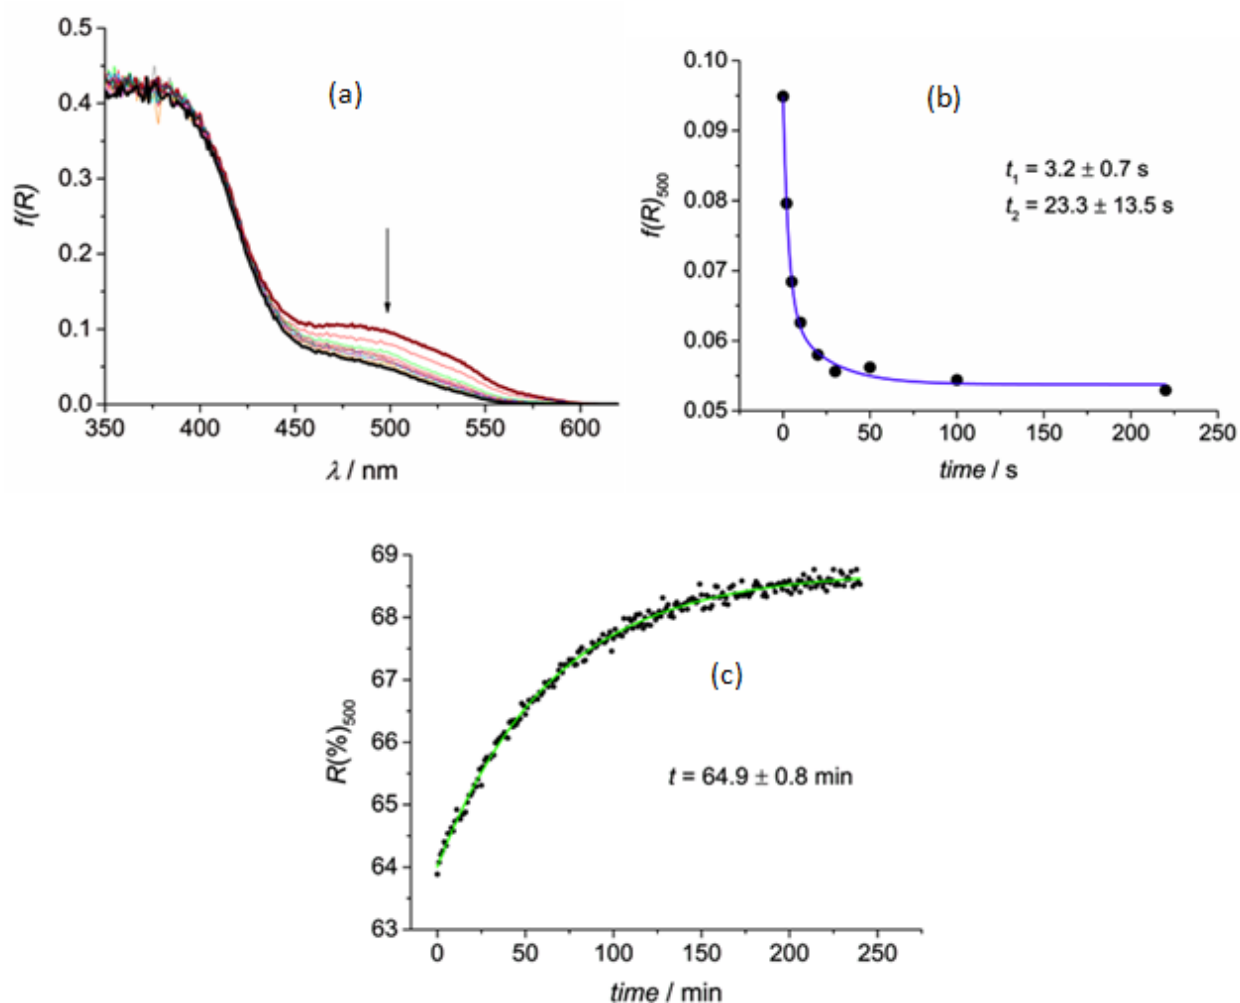 (a)
0.5
0.4
0.3
0.2
0.1
0.0
f(R)
350 400 450 500 550 600
λ / nm
(b)
0.10
0.09
0.08
0.07
0.06
0.05
f(R)500
t1 = 3.2 ± 0.7 s
t2 = 23.3 ± 13.5 s
0 50 100 150 200 250
time / s
(c)
69
68
67
66
65
64
63
R(%)500
t = 64.9 ± 0.8 min
0 50 100 150 200 250
time / min